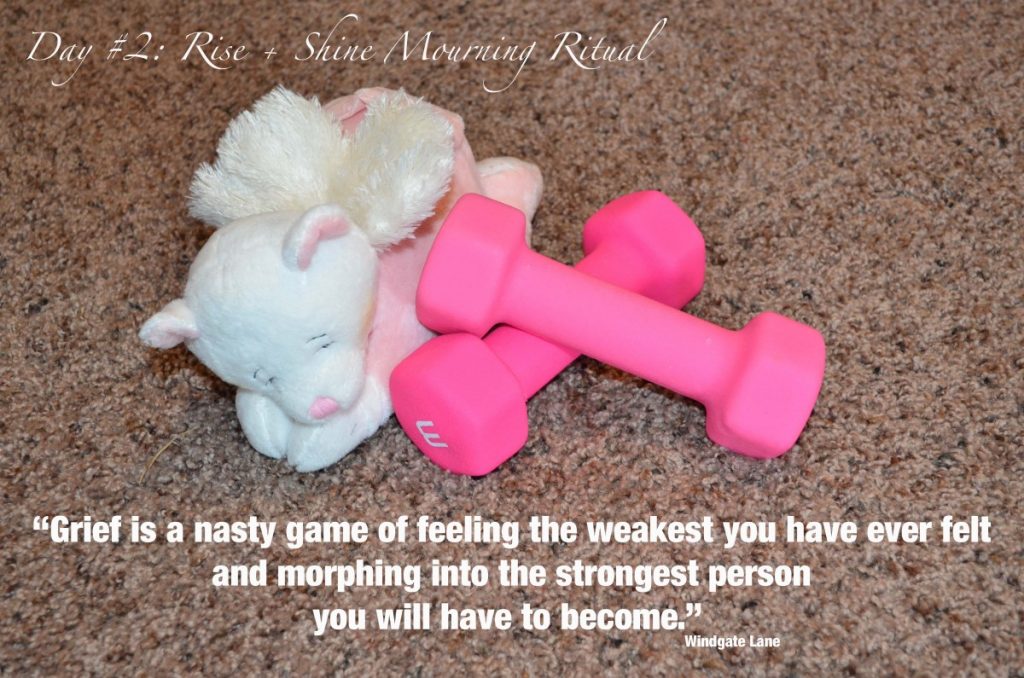 Day #2: Rise + Shine Mourning Ritual
3
“Grief is a nasty game of feeling the weakest you have ever felt
and morphing into the strongest person
you will have to become.”
Windgate Lane